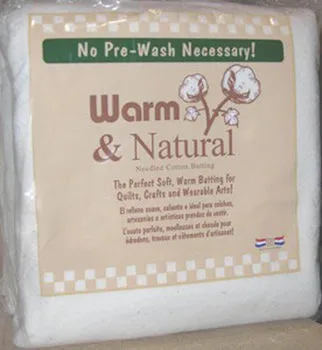 No Pre-Wash Necessary!
Warm
& Natural
Needled Cotton Batting
The Perfect Soft, Warm Batting for
Quilts, Crafts and Wearable Arts!
El relleno suave, caliente e ideal para colchas,
artesanías o artísticas prendas de vestir.
L'ouate parfaite, moelleuse et chaude pour
édredons, travaux et vêtements d'artisanat!